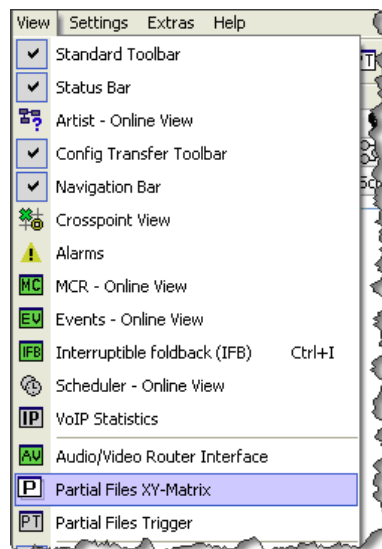 View Settings Extras Help
Standard Toolbar
Status Bar
Artist - Online View
Config Transfer Toolbar
Navigation Bar
Crosspoint View
Alarms
MC MCR - Online View
EV Events - Online View
IFB Interruptible foldback (IFB) Ctrl+I
Scheduler - Online View
IP VoIP Statistics
AV Audio/Video Router Interface
P Partial Files XY-Matrix
PT Partial Files Trigger